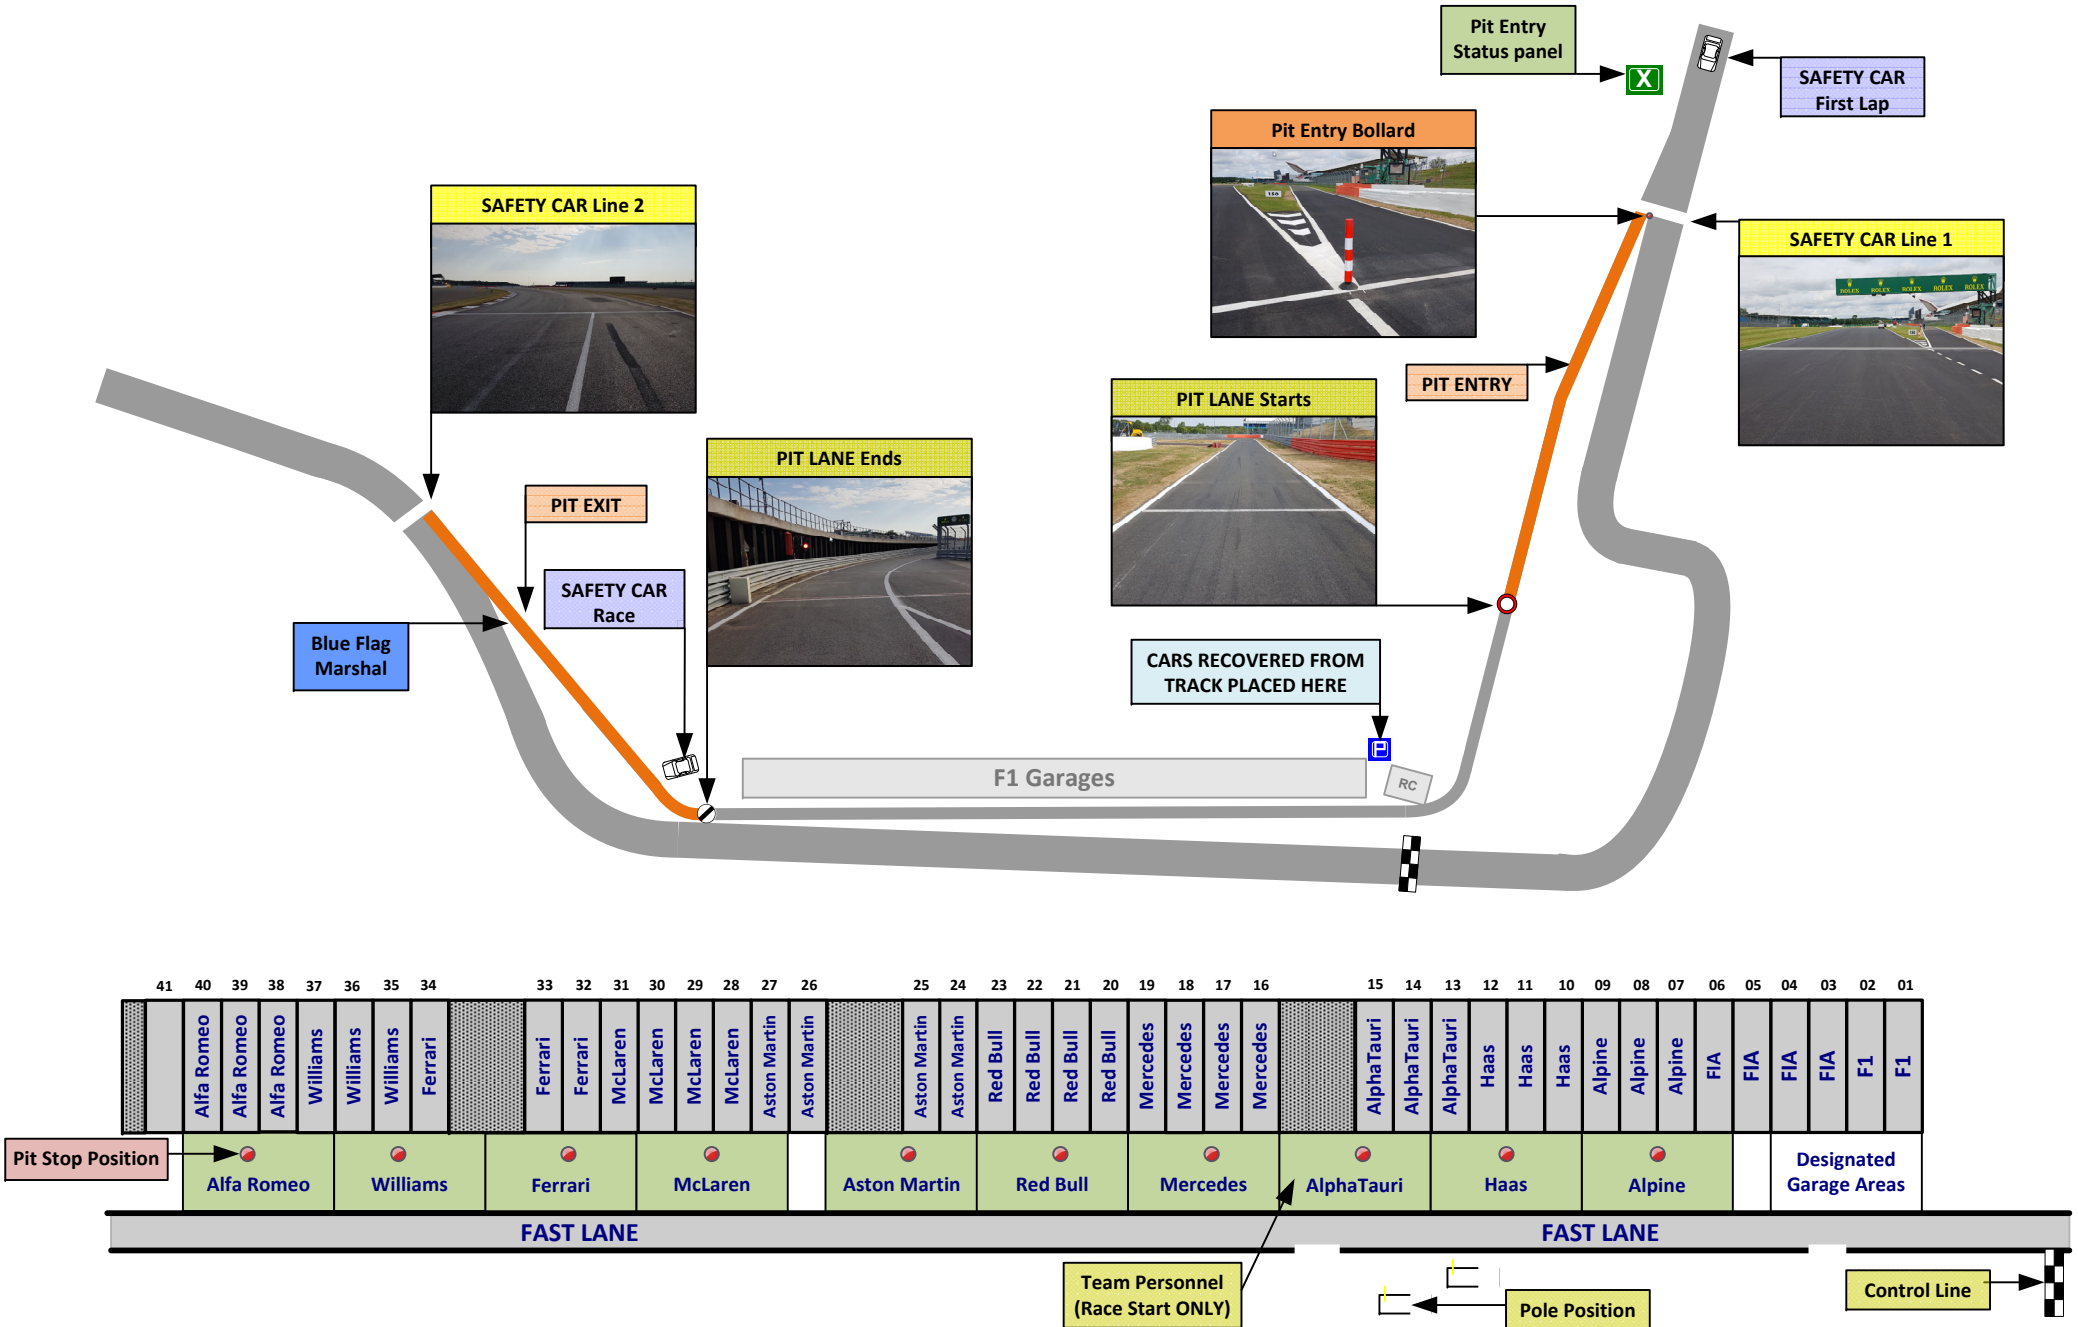 Pit Entry
Status panel
X
SAFETY CAR
First Lap
Pit Entry Bollard
150
SAFETY CAR Line 2
SAFETY CAR Line 1
ROLEX ROLEX ROLEX ROLEX ROLEX
PIT ENTRY
PIT LANE Starts
PIT LANE Ends
PIT EXIT
SAFETY CAR
Race
Blue Flag
Marshal
CARS RECOVERED FROM
TRACK PLACED HERE
P
F1 Garages
RC
41 40 39 38 37 36 35 34 33 32 31 30 29 28 27 26 25 24 23 22 21 20 19 18 17 16 15 14 13 12 11 10 09 08 07 06 05 04 03 02 01
Alfa Romeo Alfa Romeo Alfa Romeo Williams Williams Williams Ferrari Ferrari Ferrari McLaren McLaren McLaren McLaren Aston Martin Aston Martin Aston Martin Aston Martin Red Bull Red Bull Red Bull Red Bull Mercedes Mercedes Mercedes Mercedes AlphaTauri AlphaTauri AlphaTauri Haas Haas Haas Alpine Alpine Alpine FIA FIA FIA FIA F1 F1
Pit Stop Position
Alfa Romeo Williams Ferrari McLaren Aston Martin Red Bull Mercedes AlphaTauri Haas Alpine
Designated
Garage Areas
FAST LANE FAST LANE
Team Personnel
(Race Start ONLY)
Pole Position
Control Line